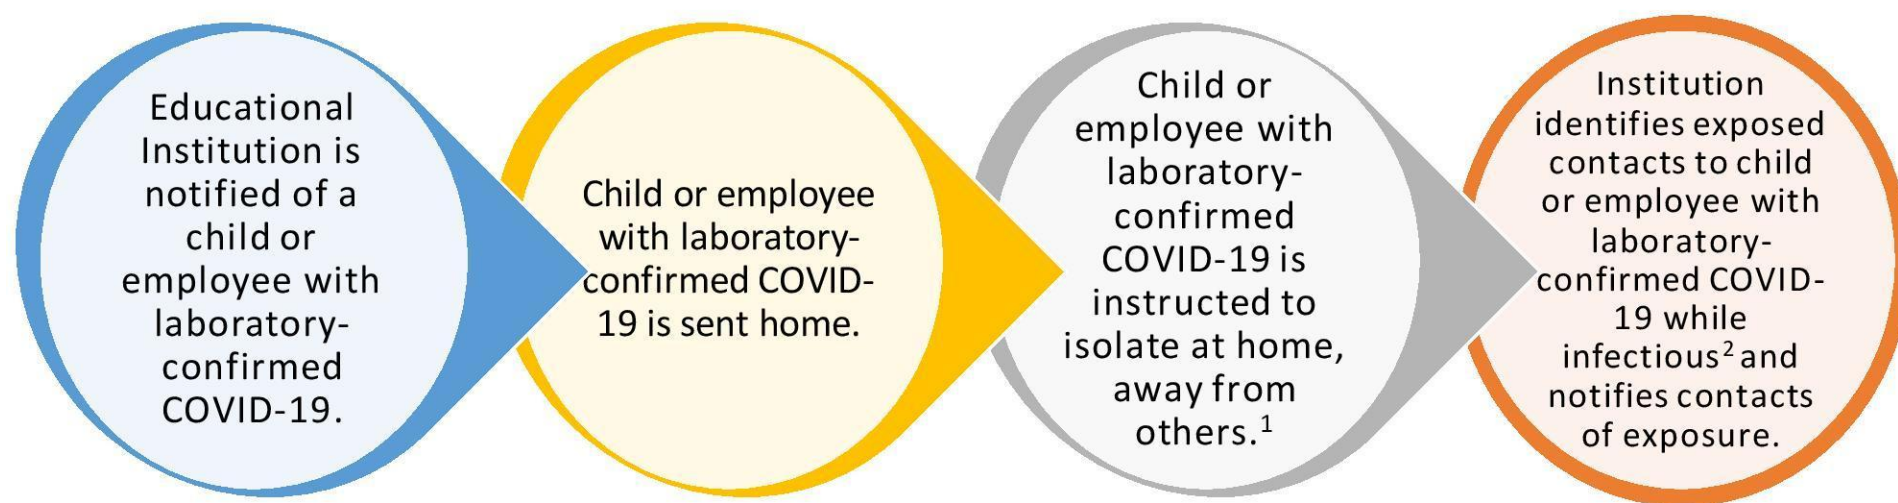 Educational
Institution is
notified of a
child or
employee with
laboratory-
confirmed
COVID-19.
Child or employee
with laboratory-
confirmed COVID-
19 is sent home.
Child or
employee with
laboratory-
confirmed
COVID-19 is
instructed to
isolate at home,
away from
others.¹
Institution
identifies exposed
contacts to child
or employee with
laboratory-
confirmed COVID-
19 while
infectious² and
notifies contacts
of exposure.